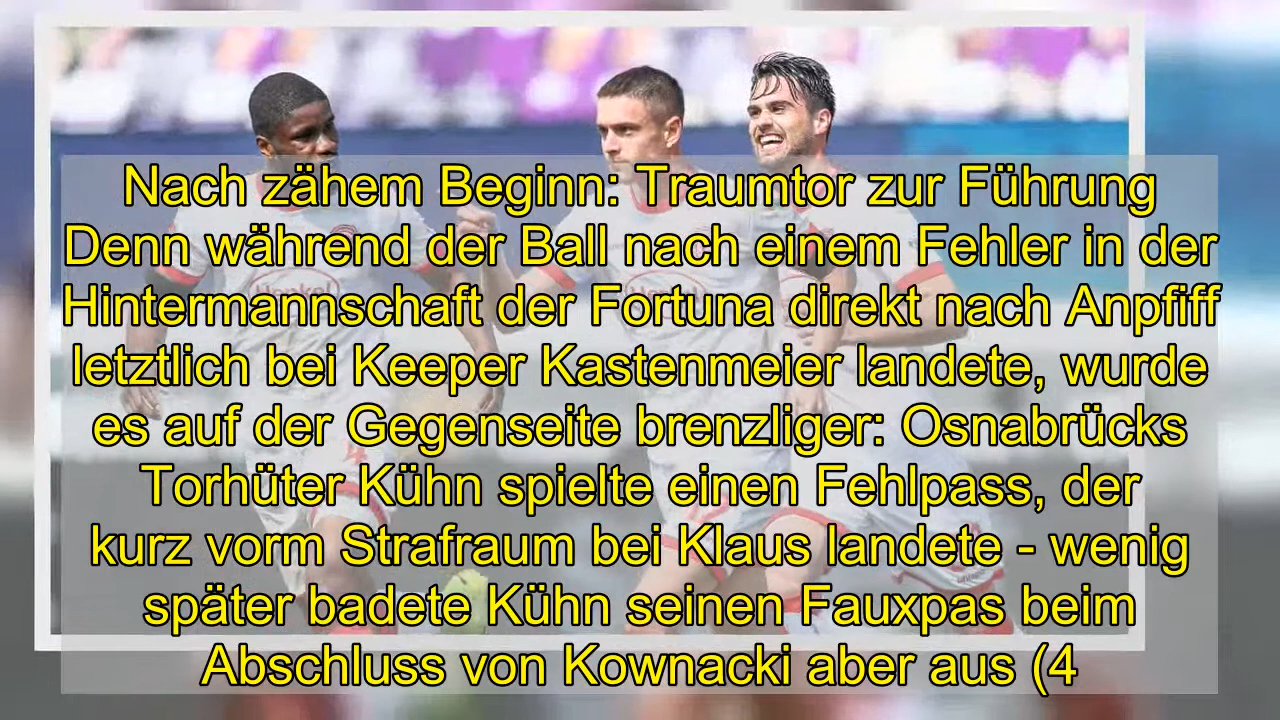 Nach zähem Beginn: Traumtor zur Führung
Denn während der Ball nach einem Fehler in der
Hintermannschaft der Fortuna direkt nach Anpfiff
letztlich bei Keeper Kastenmeier landete, wurde
es auf der Gegenseite brenzliger: Osnabrücks
Torhüter Kühn spielte einen Fehlpass, der
kurz vorm Strafraum bei Klaus landete - wenig
später badete Kühn seinen Fauxpas beim
Abschluss von Kownacki aber aus (4
Henkel